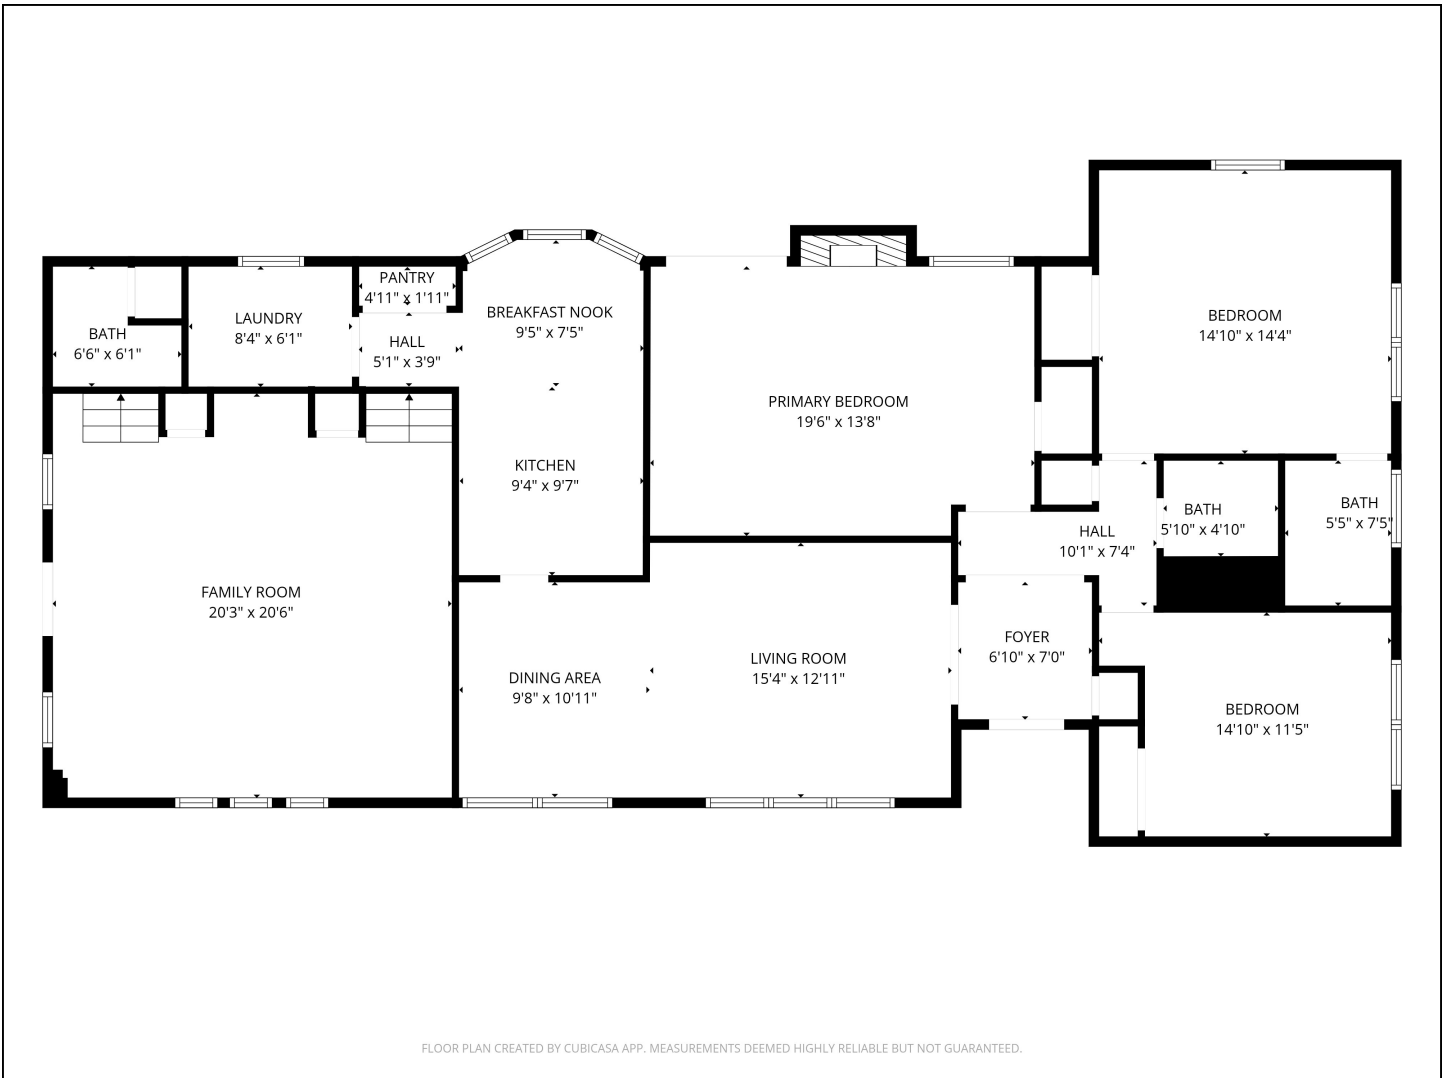 PANTRY
4'11" x 1'11"
BREAKFAST NOOK
9'5" x 7'5"
LAUNDRY
8'4" x 6'1"
BATH
6'6" x 6'1"
HALL
5'1" x 3'9"
BEDROOM
14'10" x 14'4"
PRIMARY BEDROOM
19'6" x 13'8"
KITCHEN
9'4" x 9'7"
BATH
5'10" x 4'10"
BATH
5'5" x 7'5"
HALL
10'1" x 7'4"
FAMILY ROOM
20'3" x 20'6"
FOYER
6'10" x 7'0"
LIVING ROOM
15'4" x 12'11"
DINING AREA
9'8" x 10'11"
BEDROOM
14'10" x 11'5"
FLOOR PLAN CREATED BY CUBICASA APP. MEASUREMENTS DEEMED HIGHLY RELIABLE BUT NOT GUARANTEED.